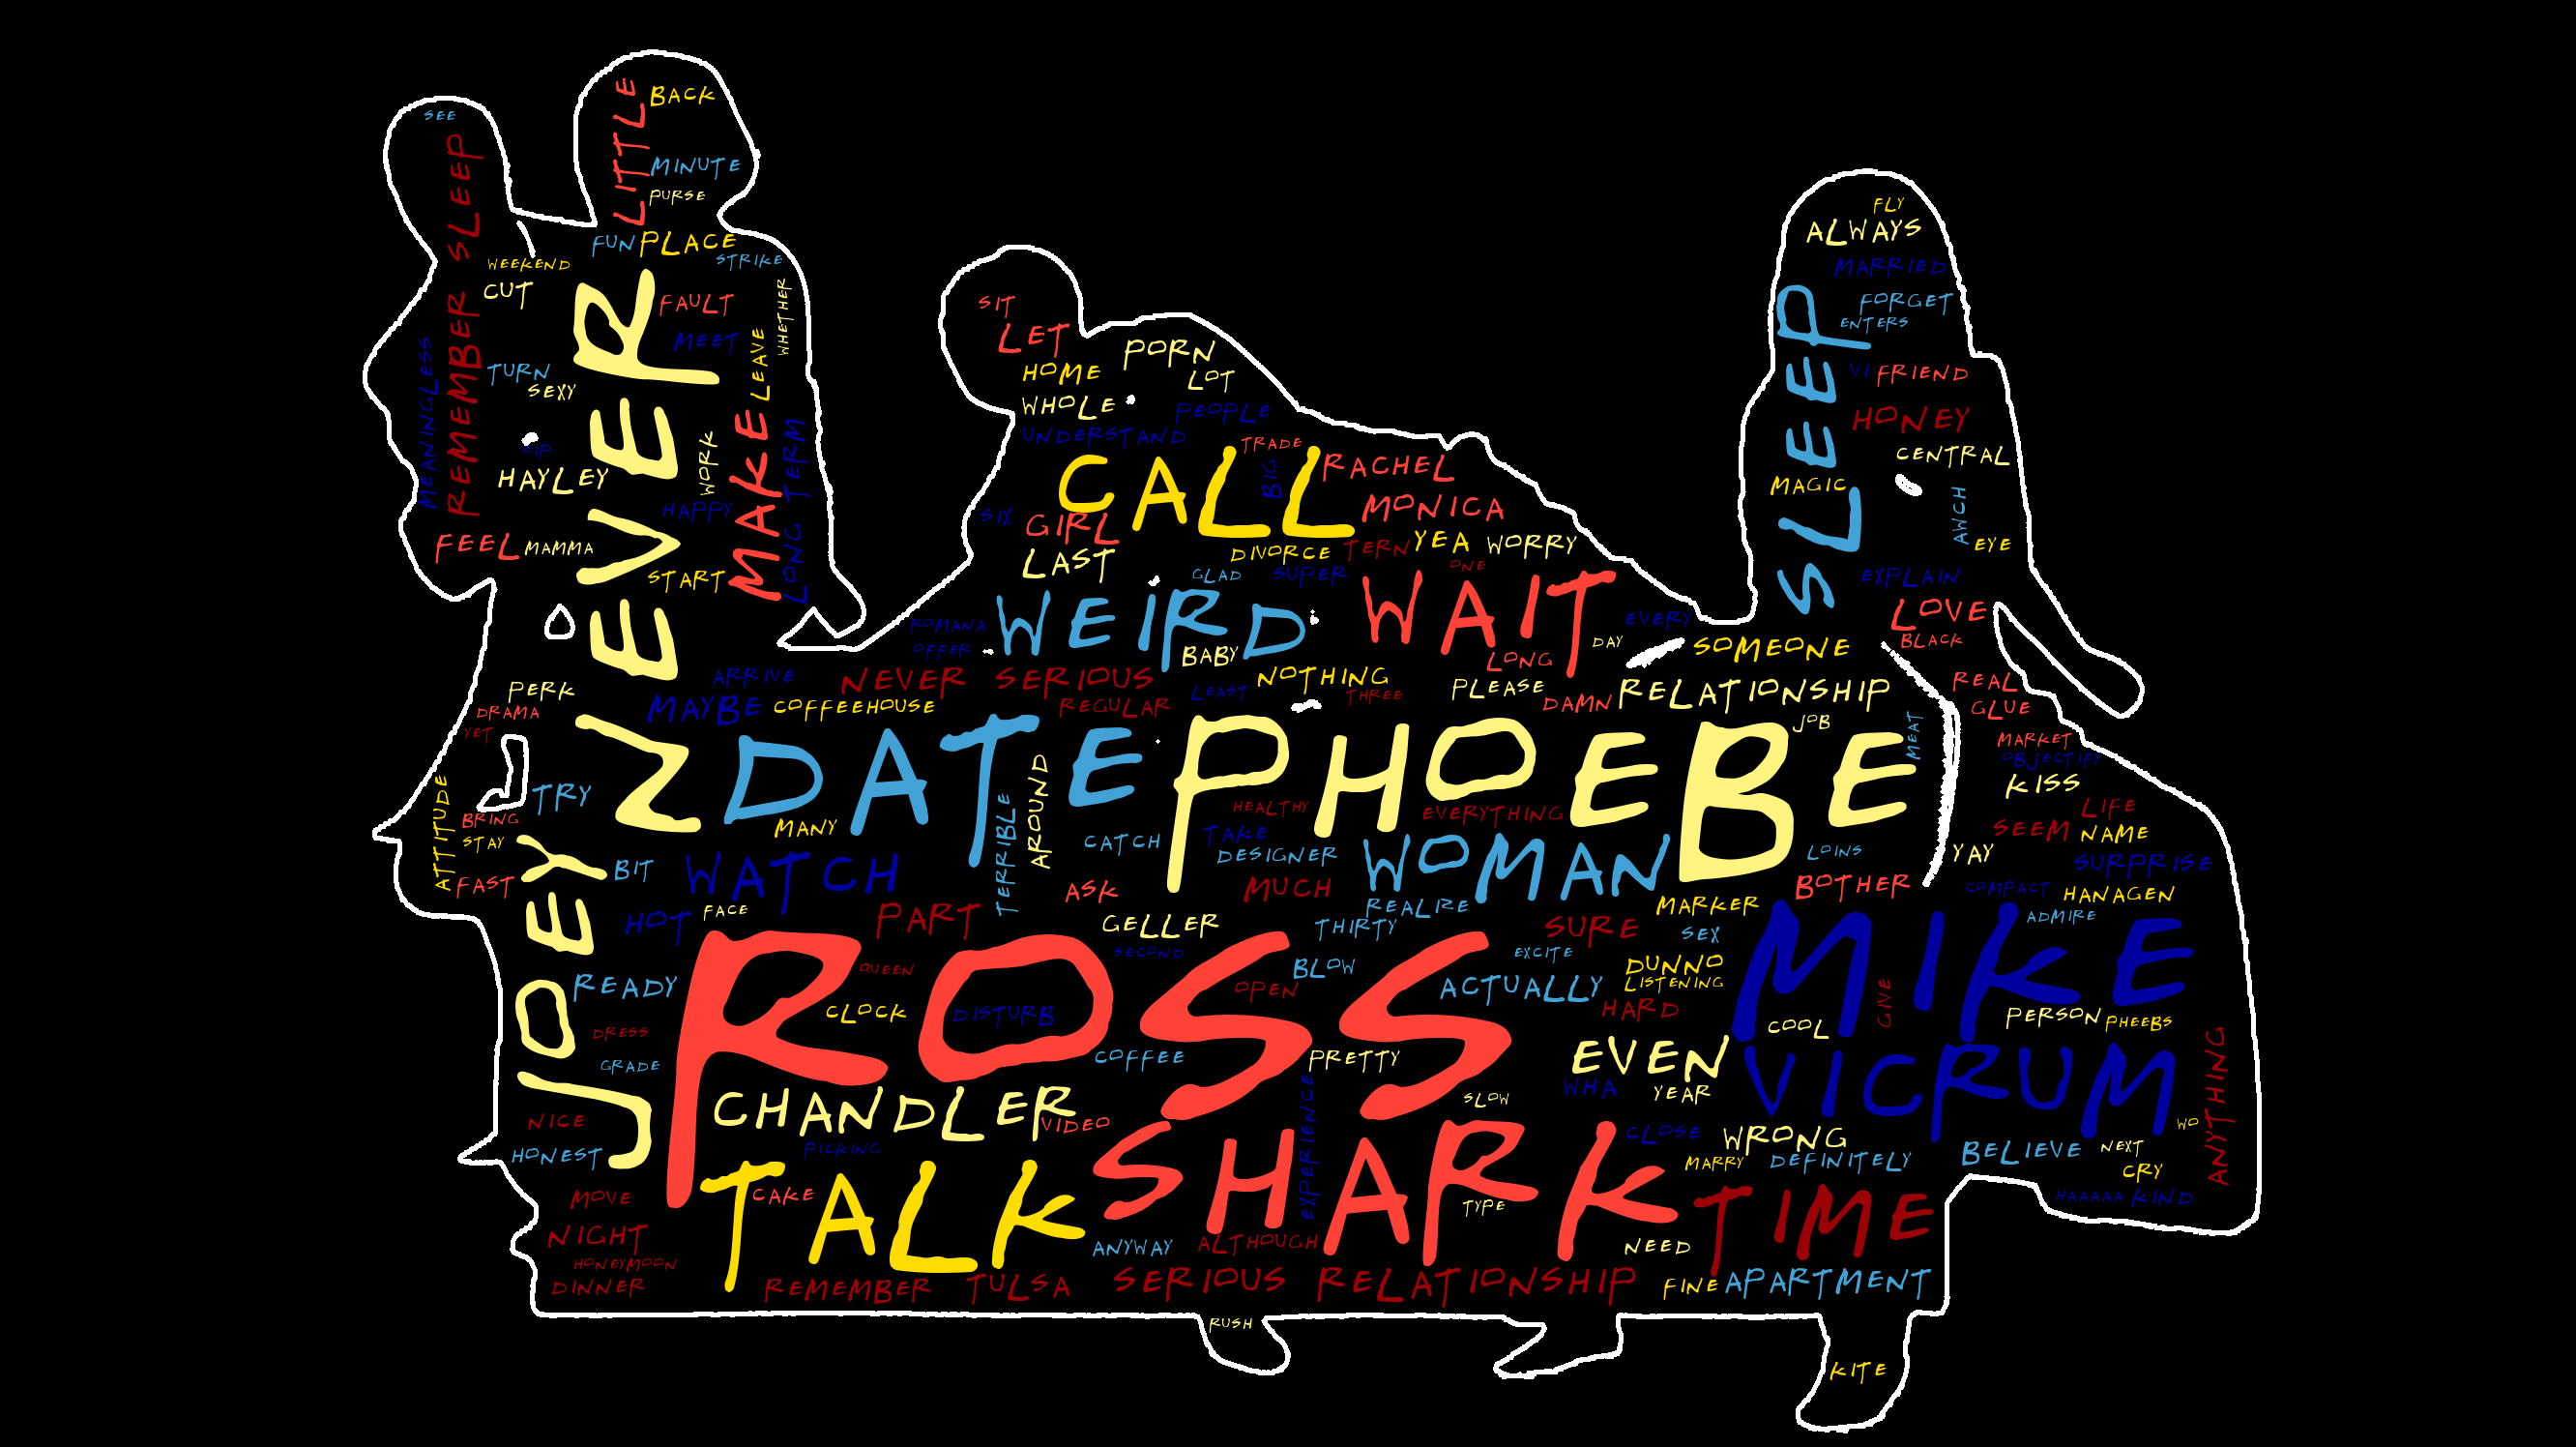 SEE
LITTLE
BACK
MINUTE
PURSE
REMEMBER SLEEP
FUN
PLACE
STRIKE
WEEKEND
CUT
EVEN
FAULT
MEET
LEAVE
WHETHER
MEANINGLESS
TURN
SEXY
RIP
HAYLEY
WORK
MAKE
LONG TERM
HAPPY
FEEL
MAMMA
START
EVER
SIT
LET
HOME
PORN
LOT
WHOLE
PEOPLE
UNDERSTAND
TRADE
CALL
BIG
RACHEL
MONICA
SIX
GIRL
LAST
DIVORCE
TERN
YEA
WORRY
GLAD
SUPER
ONE
WEIRD
WAIT
ROMANA
OFFER
BABY
LONG
DAY
EVERY
FLY
ALWAYS
MARRIED
FORGET
ENTERS
SLEEP
VI
FRIEND
HONEY
CENTRAL
MAGIC
AWCH
EYE
EXPLAIN
LOVE
BLACK
SOMEONE
ARRIVE
NEVER
SERIOUS
NOTHING
PLEASE
RELATIONSHIP
REAL
GLUE
PERK
DRAMA
YET
MAYBE
COFFEEHOUSE
REGULAR
LEAST
THREE
DAMN
JOB
MEAT
MARKET
OBJECTIFY
KISS
N
DATE
PHOEBE
AROUND
TERRIBLE
ATTITUDE
TRY
BRING
STAY
FAST
MANY
CATCH
HEALTHY
EVERYTHING
TAKE
DESIGNER
WOMAN
LOINS
LIFE
SEEM
NAME
YAY
SURPRISE
JOEY
BIT
WATCH
ASK
MUCH
BOTHER
COMPACT
HANAGEN
ADMIRE
HOT
FACE
PART
GELLER
REALIZE
THIRTY
SURE
MARKER
SEX
MIKE
READY
ROSS
QUEEN
SECOND
BLOW
EXCITE
DUNNO
LISTENING
CLOCK
DISTURB
OPEN
ACTUALLY
HARD
GIVE
COOL
PERSON
PHEEBS
DRESS
GRADE
COFFEE
PRETTY
EVEN
VICRUM
ANYTHING
NICE
HONEST
CHANDLER
VIDEO
EXPERIENCE
SLOW
WHA
YEAR
WO
PICKING
SHARK
CLOSE
WRONG
MARRY
DEFINITELY
BELIEVE
NEXT
CRY
MOVE
TALK
CAKE
TYPE
TIME
HAAAAA
KIND
NIGHT
ANYWAY
ALTHOUGH
NEED
HONEYMOON
DINNER
REMEMBER TULSA
SERIOUS RELATIONSHIP
FINE
APARTMENT
RUSH
KITE